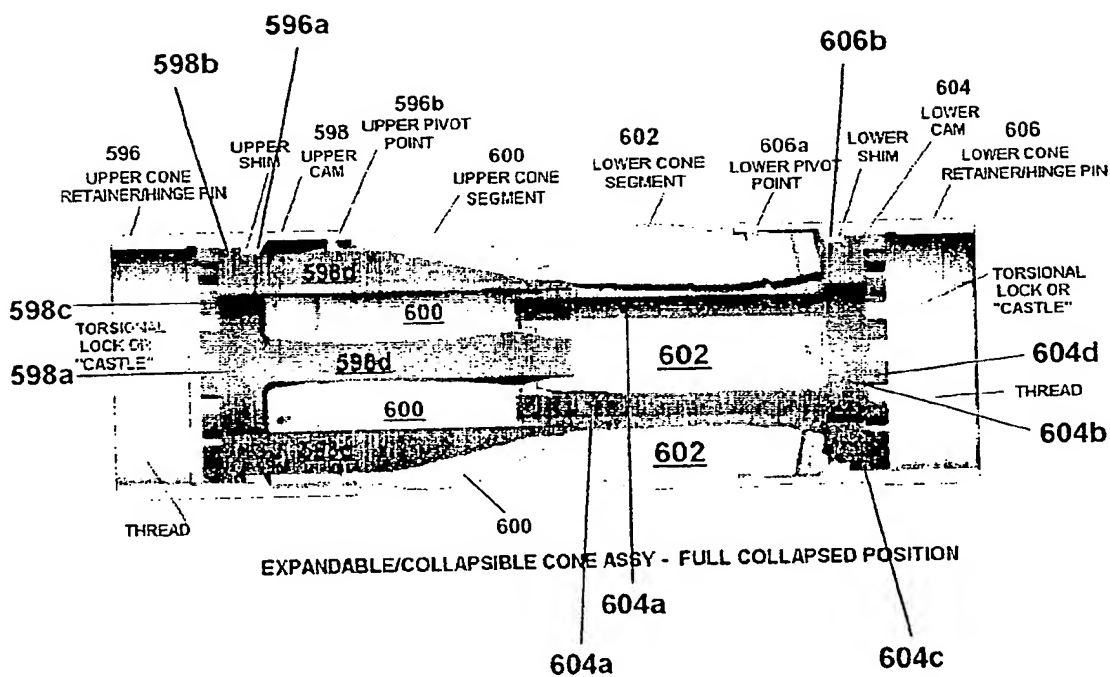 596a
598b
606b
596
UPPER CONE
RETAINER/HINGE PIN
UPPER
SHIM
598
UPPER
CAM
596b
UPPER PIVOT
POINT
600
UPPER CONE
SEGMENT
602
LOWER CONE
SEGMENT
606a
LOWER PIVOT
POINT
LOWER
SHIM
604
LOWER
CAM
606
LOWER CONE
RETAINER/HINGE PIN
598d
598c
600
TORSIONAL
LOCK OR
"CASTLE"
TORSIONAL
LOCK OR
"CASTLE"
598a
598d
602
604d
THREAD
600
604b
598d
602
THREAD
600
EXPANDABLE/COLLAPSIBLE CONE ASSY - FULL COLLAPSED POSITION
604a
604a
604c